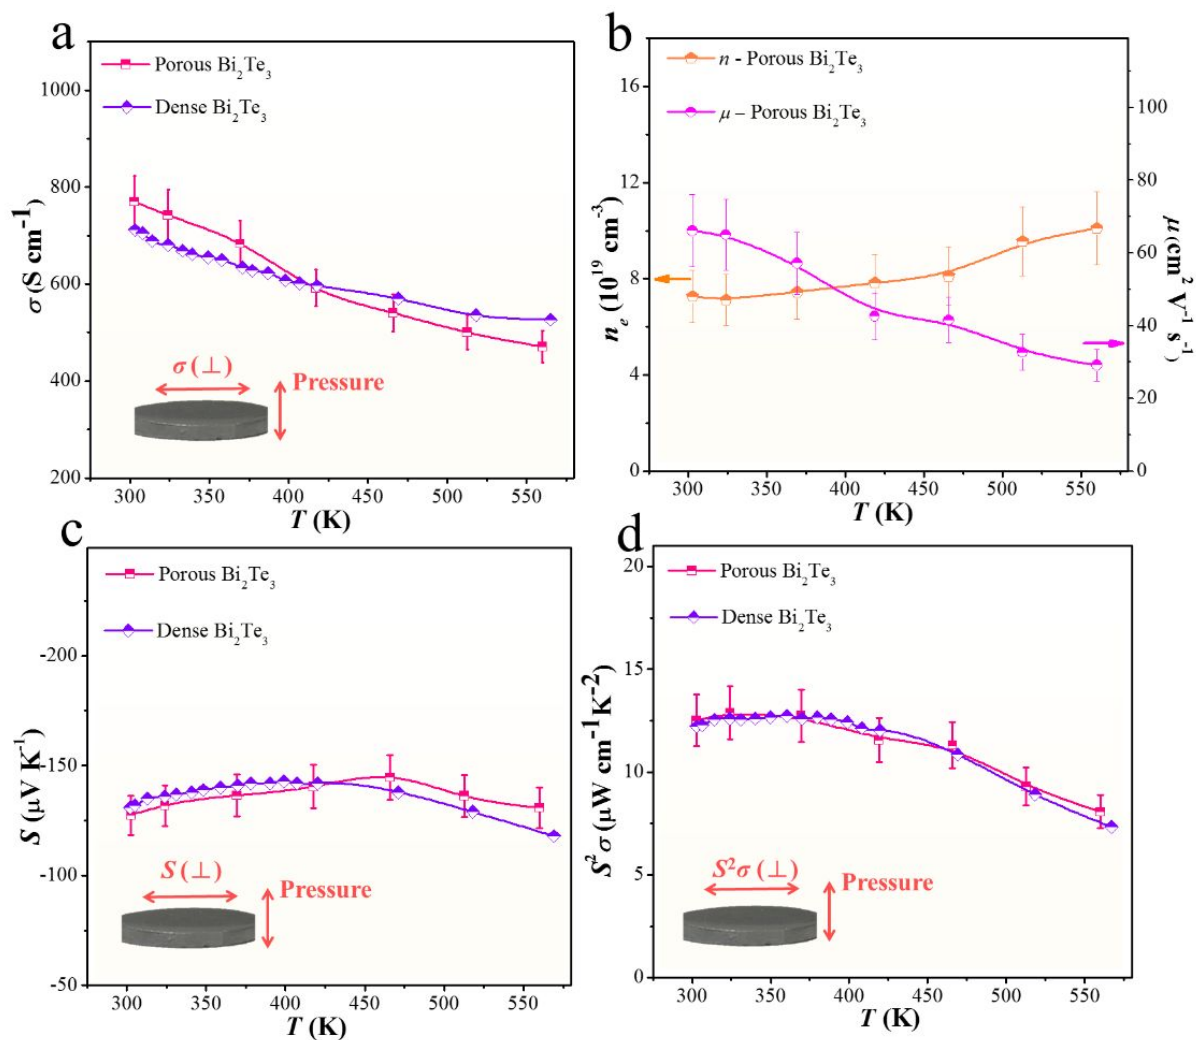 a
Porous Bi₂Te₃
Dense Bi₂Te₃
1000
800
600
400
200
σ (S cm⁻¹)
σ (⊥)
Pressure
300 350 400 450 500 550
T (K)
b
n - Porous Bi₂Te₃
μ – Porous Bi₂Te₃
16
12
8
4
0
nₑ (10¹⁹ cm⁻³)
100
80
60
40
20
0
μ (cm² V⁻¹ s⁻¹)
300 350 400 450 500 550
T (K)
c
Porous Bi₂Te₃
Dense Bi₂Te₃
-200
-150
-100
-50
S (μV K⁻¹)
S (⊥)
Pressure
300 350 400 450 500 550
T (K)
d
Porous Bi₂Te₃
Dense Bi₂Te₃
20
15
10
5
0
S² σ (μW cm⁻¹K⁻²)
S²σ (⊥)
Pressure
300 350 400 450 500 550
T (K)